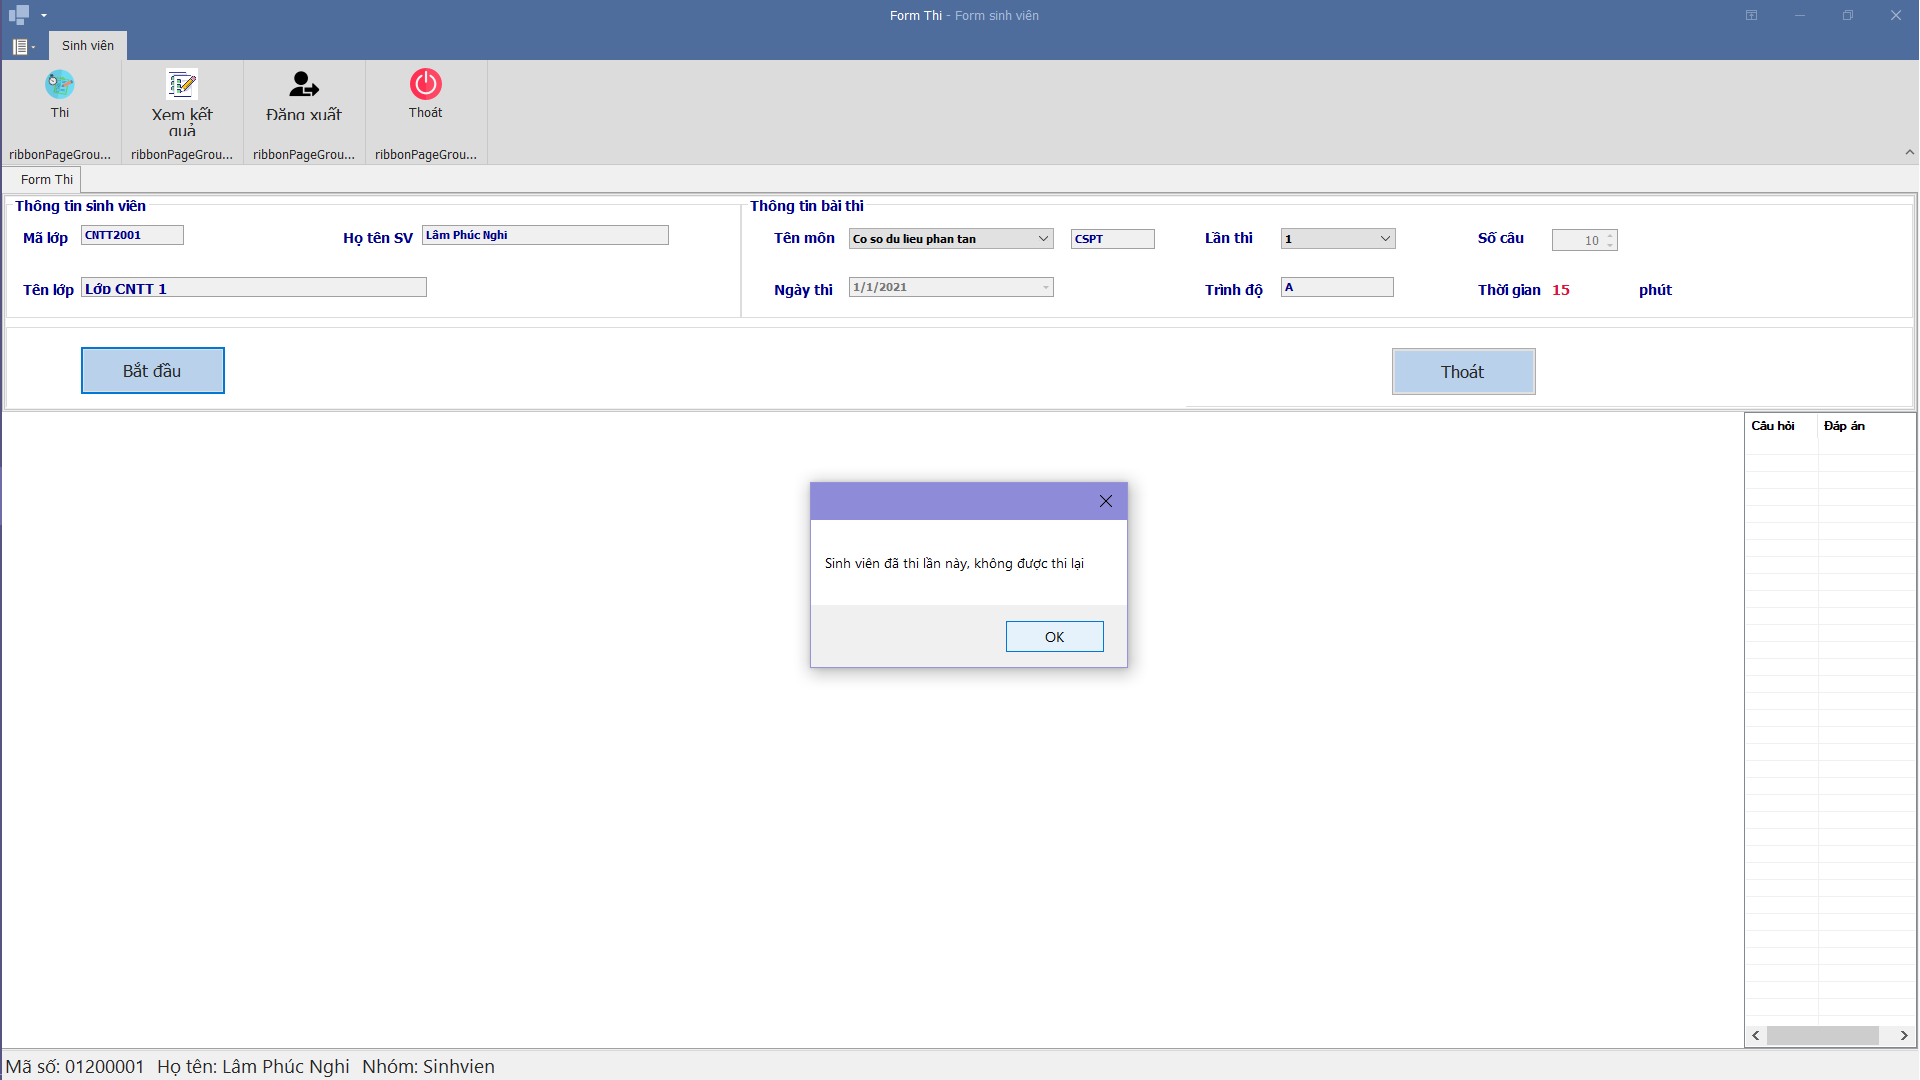 Form Thi - Form sinh viên
Sinh viên
Thi
Xem kết
quả
Đăng xuất
Thoát
ribbonPageGrou...
ribbonPageGrou...
ribbonPageGrou...
ribbonPageGrou...
Form Thi
Thông tin sinh viên
Mã lớp
CNTT2001
Họ tên SV
Lâm Phúc Nghi
Tên lớp
Lớp CNTT 1
Thông tin bài thi
Tên môn
Co so du lieu phan tan
CSPT
Lần thi
1
Số câu
10
Ngày thi
1/1/2021
Trình độ
A
Thời gian
15
phút
Bắt đầu
Thoát
Câu hỏi
Đáp án
Sinh viên đã thi lần này, không được thi lại
OK
Mã số: 01200001 Họ tên: Lâm Phúc Nghi Nhóm: Sinhvien